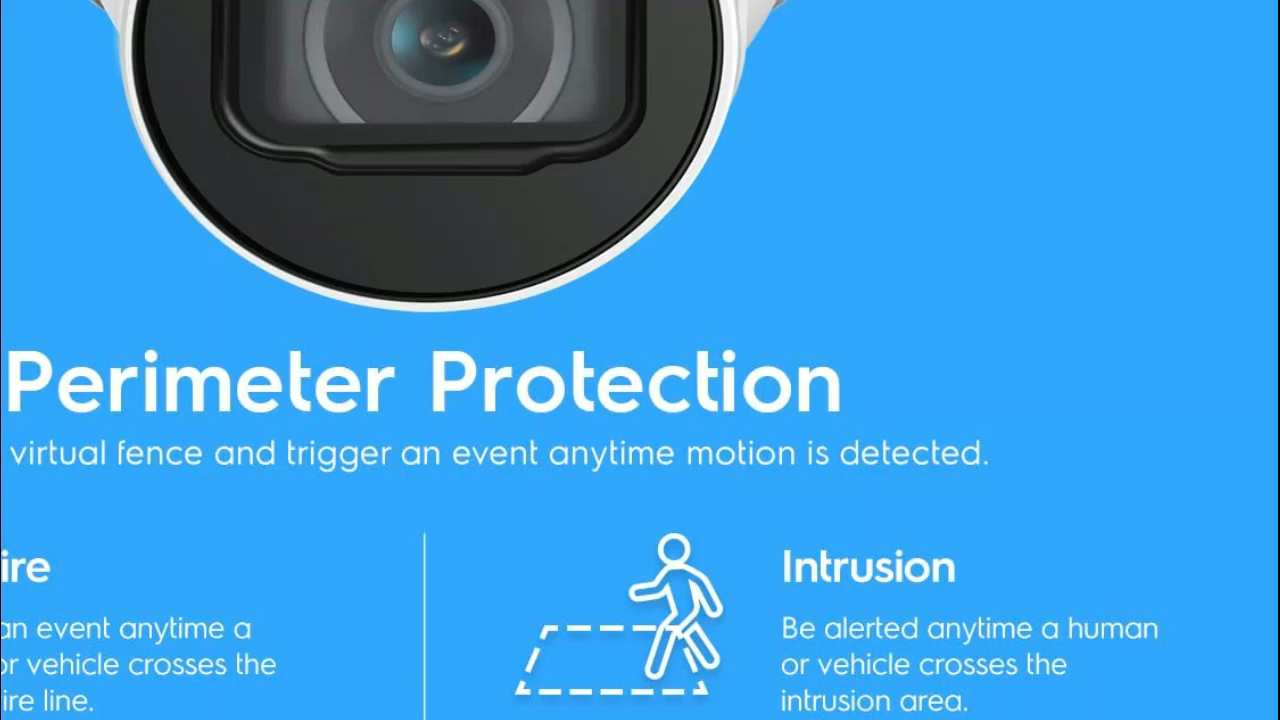 Perimeter Protection
virtual fence and trigger an event anytime motion is detected.
ire
an event anytime a
or vehicle crosses the
ire line.
Intrusion
Be alerted anytime a human
or vehicle crosses the
intrusion area.